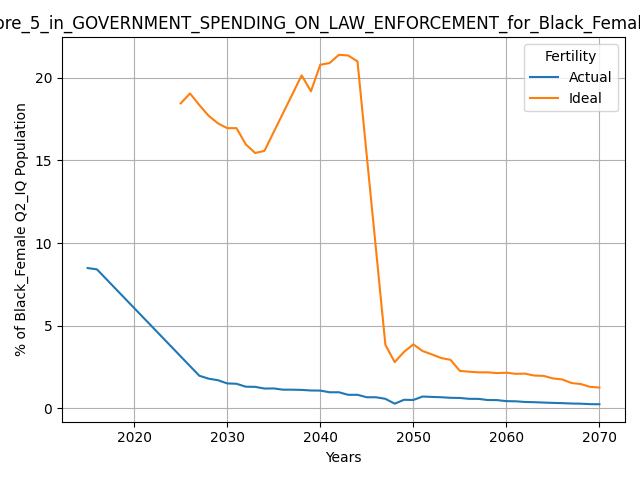 ore_5_in_GOVERNMENT_SPENDING_ON_LAW_ENFORCEMENT_for_Black_Femal
Fertility
Actual
Ideal
% of Black_Female Q2_IQ Population
20
15
10
5
0
2020 2030 2040 2050 2060 2070
Years